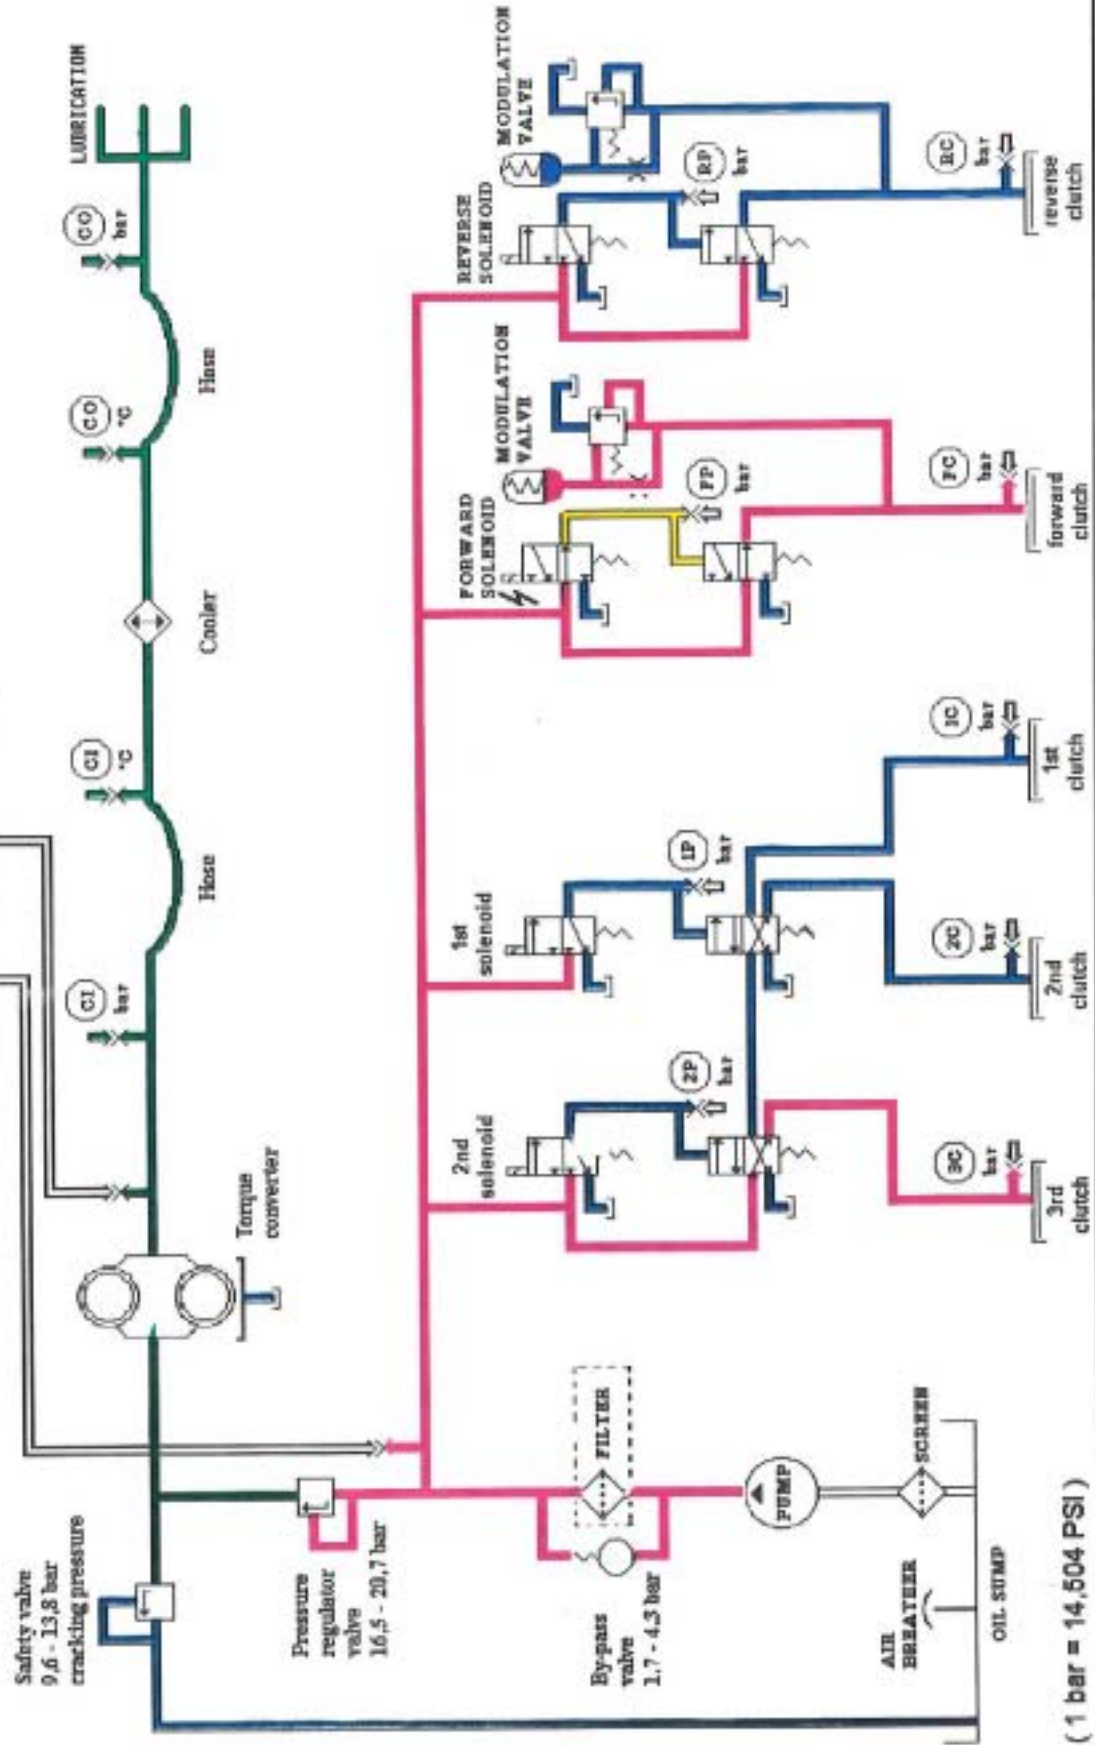 LUBRICATION
CO
bar
CO
°C
Hose
Cooler
CI
°C
Hose
CI
bar
Torque
converter
Safety valve
9,6 - 13,8 bar
cracking pressure
Pressure
regulator
valve
16,5 - 20,7 bar
By-pass
valve
1,7 - 4,3 bar
FILTER
PUMP
SCREEN
AIR
BREATHER
OIL SUMP
2nd
solenoid
2P
bar
3C
bar
3rd
clutch
1st
solenoid
1P
bar
2C
bar
2nd
clutch
1C
bar
1st
clutch
FORWARD
SOLENOID
MODULATION
VALVE
FP
bar
FC
bar
forward
clutch
REVERSE
SOLENOID
MODULATION
VALVE
RP
bar
RC
bar
reverse
clutch
( 1 bar = 14,504 PSI )